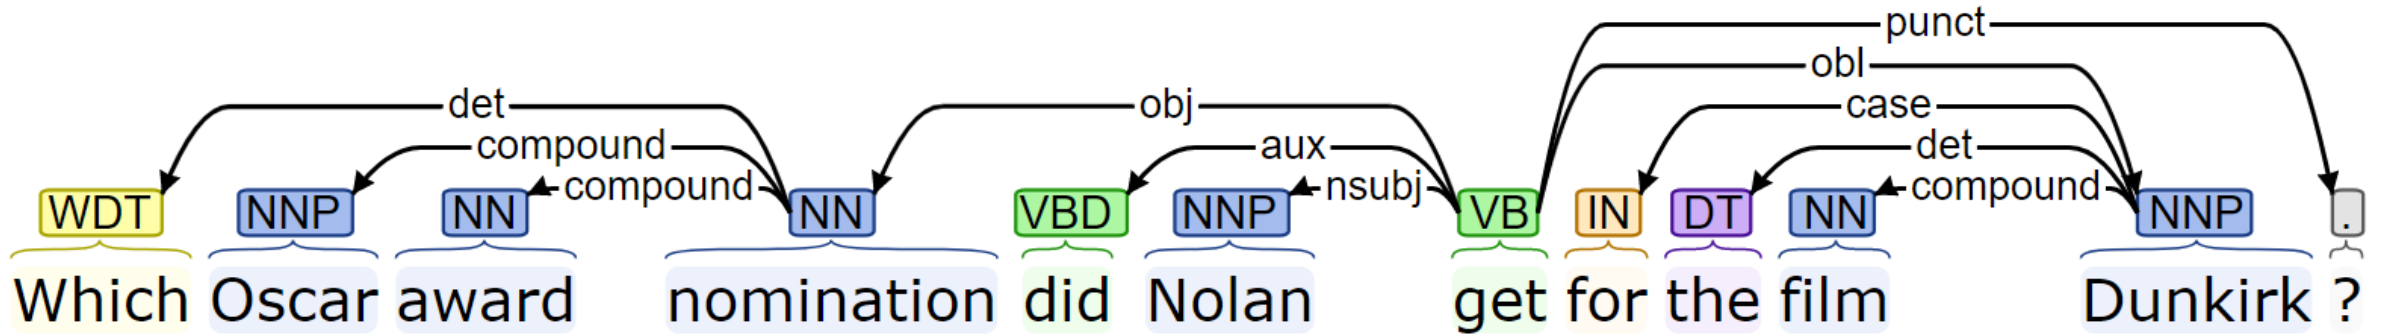 punct
obl
det obj case
compound aux det
compound nsubj compound
WDT NNP NN NN VBD NNP VB IN DT NN NNP .
Which Oscar award nomination did Nolan get for the film Dunkirk ?